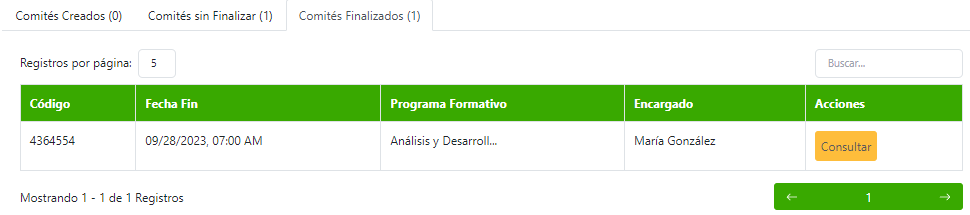 Comités Creados (0) Comités sin Finalizar (1) Comités Finalizados (1)
Registros por página: 5 Buscar...
Código Fecha Fin Programa Formativo Encargado Acciones
4364554 09/28/2023, 07:00 AM Análisis y Desarroll... María González Consultar
Mostrando 1 - 1 de 1 Registros ← 1 →